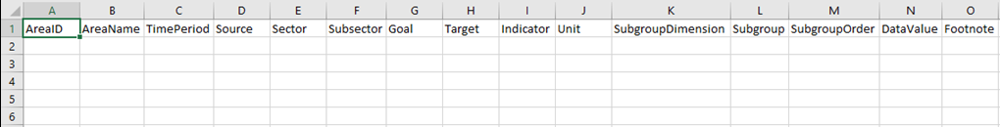 A B C D E F G H I J K L M N O
1 AreaID AreaName TimePeriod Source Sector Subsector Goal Target Indicator Unit SubgroupDimension Subgroup SubgroupOrder DataValue Footnote
2
3
4
5
6